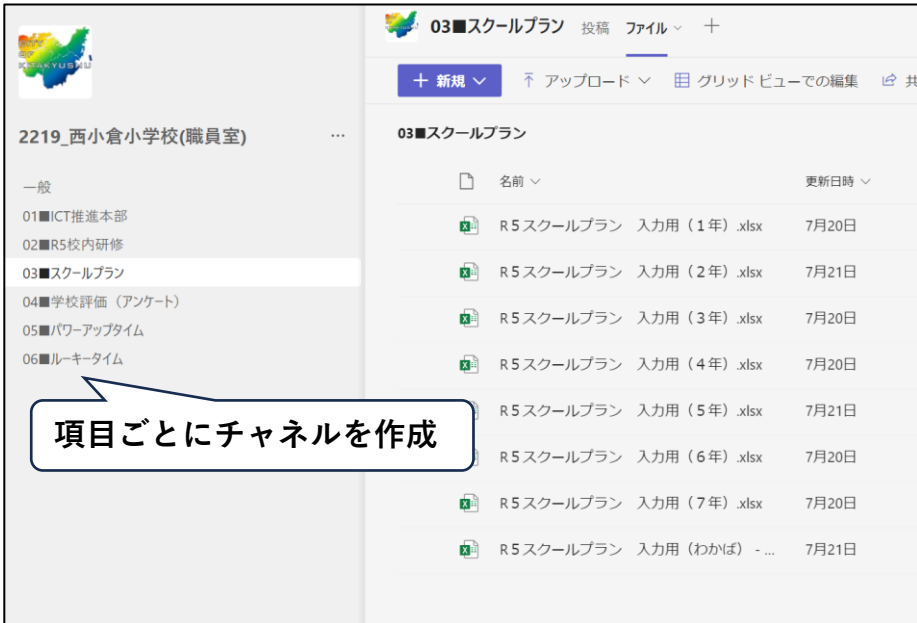 CITY
OF
KITAKYUSHU
2219_西小倉小学校(職員室)
…
一般
01■ICT推進本部
02■R5校内研修
03■スクールプラン
04■学校評価（アンケート）
05■パワーアップタイム
06■ルーキータイム
項目ごとにチャネルを作成
03■スクールプラン 投稿 ファイル
+ 新規 アップロード グリッド ビューでの編集 共
03■スクールプラン
名前 更新日時
R５スクールプラン　入力用（１年）.xlsx 7月20日
R５スクールプラン　入力用（２年）.xlsx 7月21日
R５スクールプラン　入力用（３年）.xlsx 7月20日
R５スクールプラン　入力用（４年）.xlsx 7月20日
R５スクールプラン　入力用（５年）.xlsx 7月21日
R５スクールプラン　入力用（６年）.xlsx 7月20日
R５スクールプラン　入力用（７年）.xlsx 7月20日
R５スクールプラン　入力用（わかば） - ... 7月21日